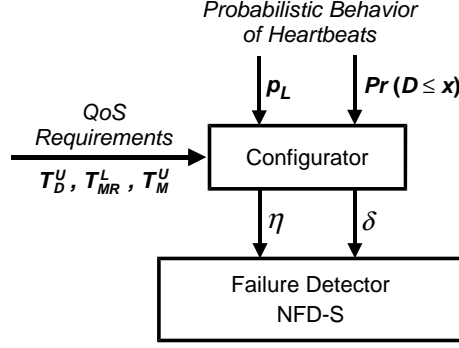 Probabilistic Behavior
of Heartbeats
p_L
Pr (D ≤ x)
QoS
Requirements
T_D^U , T_MR^L , T_M^U
Configurator
η
δ
Failure Detector
NFD-S